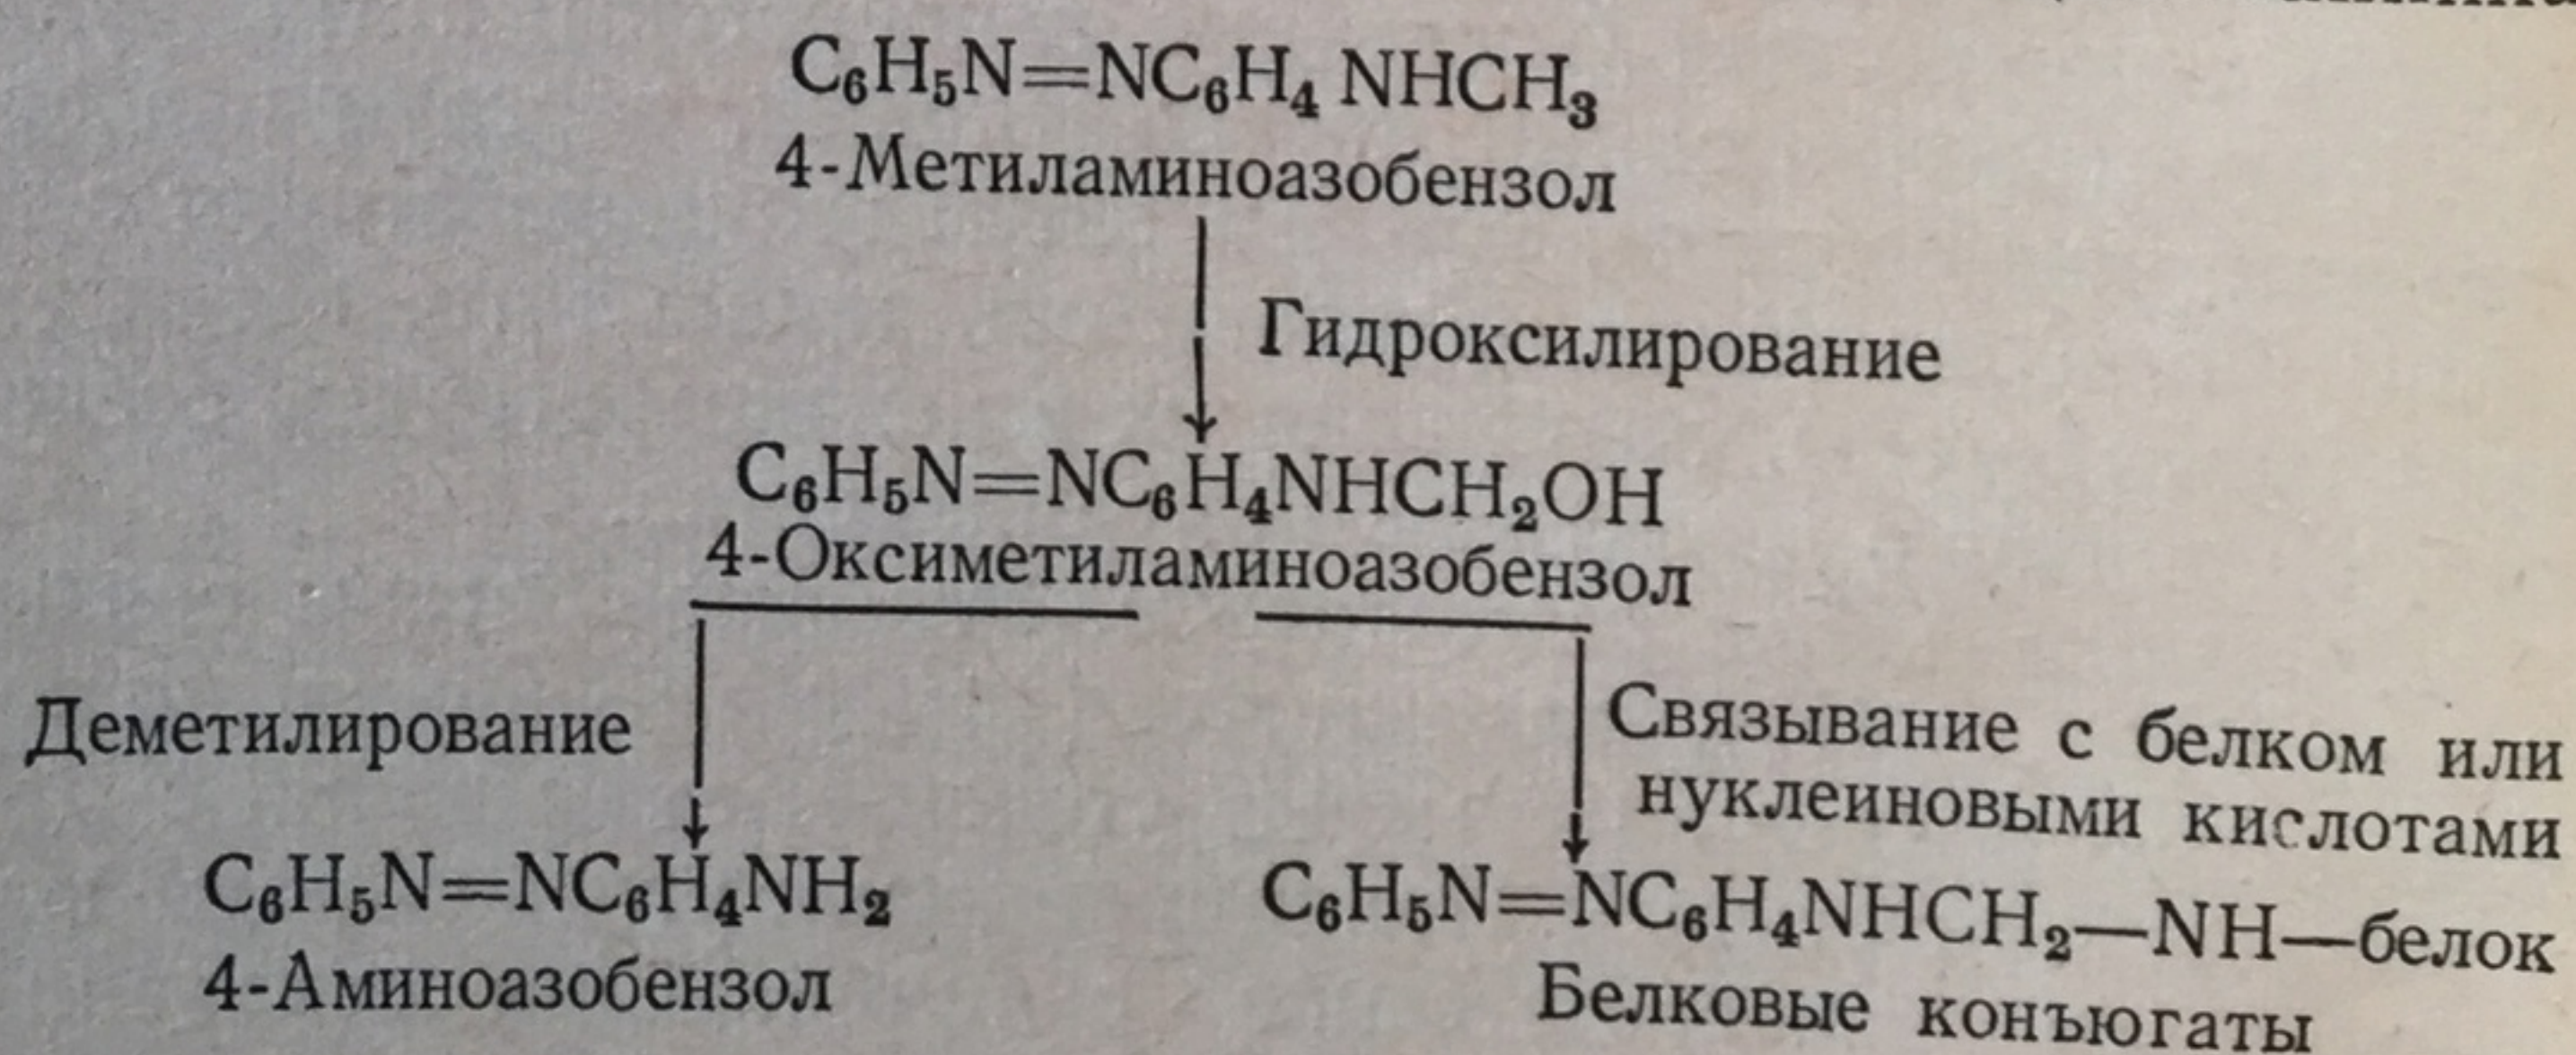 C₆H₅N=NC₆H₄ NHCH₃
4-Метиламиноазобензол
Гидроксилирование
C₆H₅N=NC₆H₄NHCH₂OH
4-Оксиметиламиноазобензол
Деметилирование
Связывание с белком или
нуклеиновыми кислотами
C₆H₅N=NC₆H₄NH₂
4-Аминоазобензол
C₆H₅N=NC₆H₄NHCH₂—NH—белок
Белковые конъюгаты